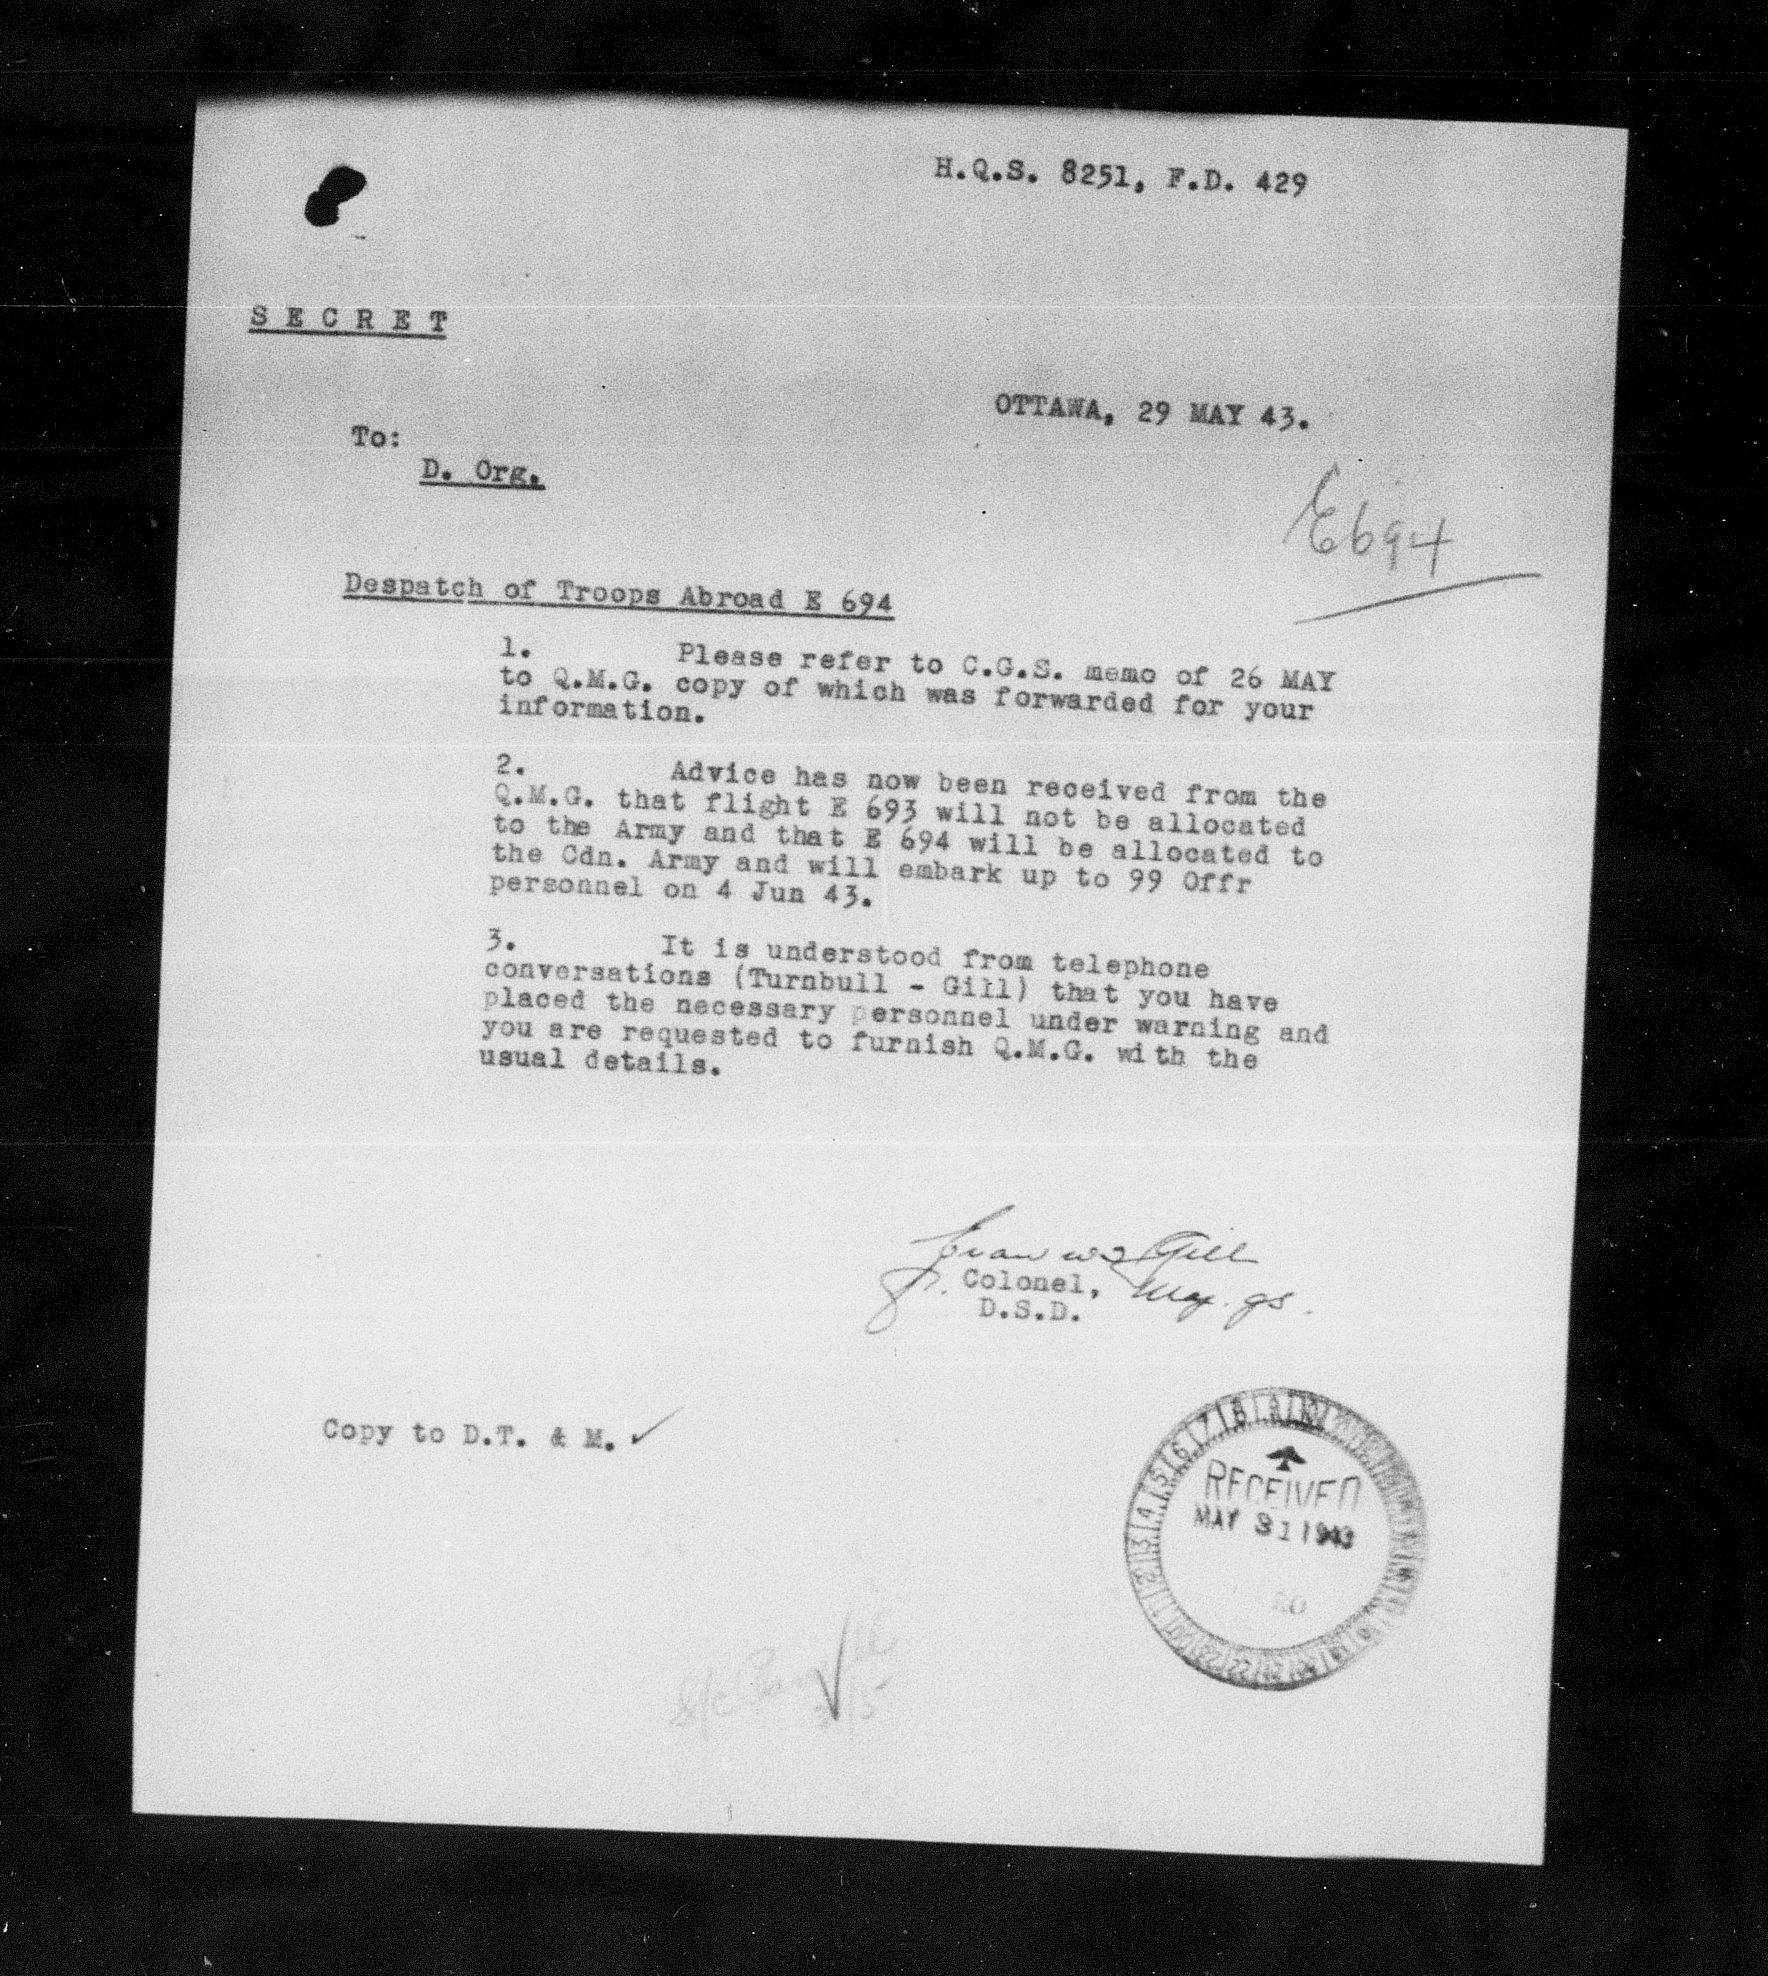 H.Q.S. 8251, F.D. 429
S E C R E T
OTTAWA, 29 MAY 43.
To:
D. Org.
E694
Despatch of Troops Abroad E 694
1. Please refer to C.G.S. memo of 26 MAY
to Q.M.G. copy of which was forwarded for your
information.
2. Advice has now been received from the
Q.M.G. that flight E 693 will not be allocated
to the Army and that E 694 will be allocated to
the Cdn. Army and will embark up to 99 Offr
personnel on 4 Jun 43.
3. It is understood from telephone
conversations (Turnbull - Gill) that you have
placed the necessary personnel under warning and
you are requested to furnish Q.M.G. with the
usual details.
Gill
Colonel, Maj. gs.
D.S.D.
Copy to D.T. & M. ✓
RECEIVED
MAY 31 1943